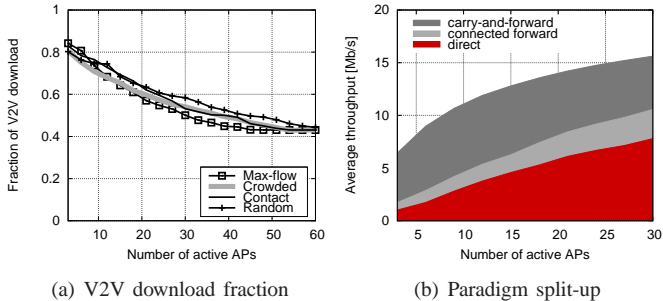 1
0.8
0.6
0.4
0.2
0
10
20
30
40
50
60
Fraction of V2V download
Number of active APs
Max-flow
Crowded
Contact
Random
(a) V2V download fraction
20
15
10
5
0
5
10
15
20
25
30
Average throughput [Mb/s]
Number of active APs
carry-and-forward
connected forward
direct
(b) Paradigm split-up